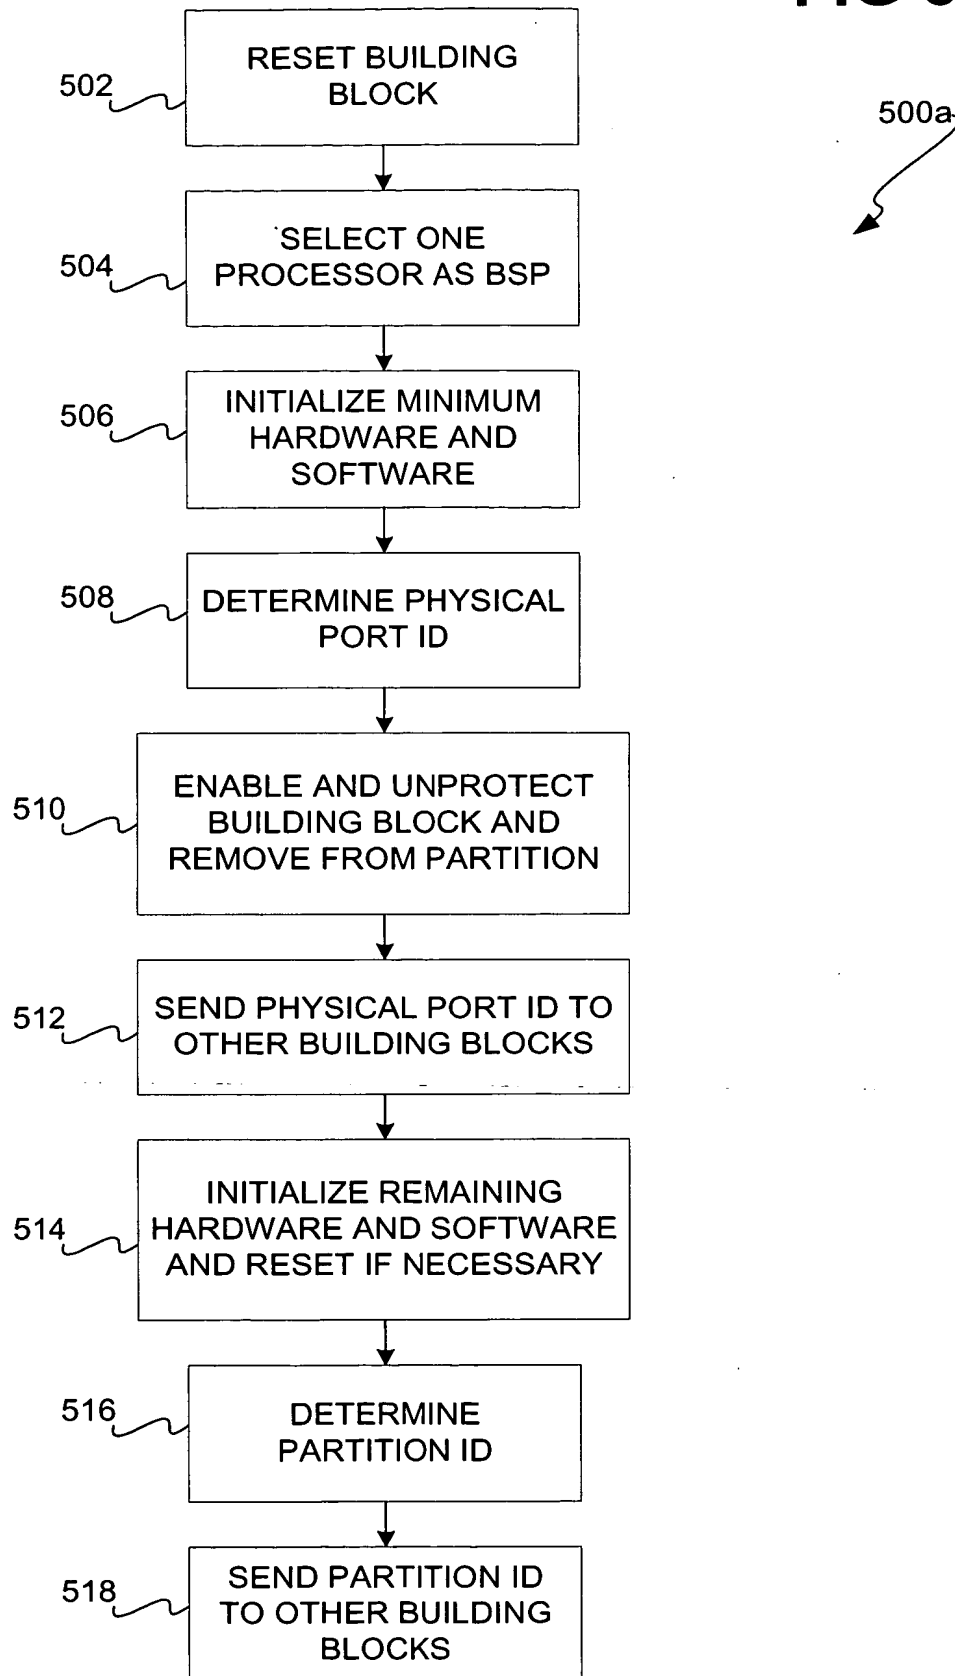 502
RESET BUILDING
BLOCK
500a
504
SELECT ONE
PROCESSOR AS BSP
506
INITIALIZE MINIMUM
HARDWARE AND
SOFTWARE
508
DETERMINE PHYSICAL
PORT ID
510
ENABLE AND UNPROTECT
BUILDING BLOCK AND
REMOVE FROM PARTITION
512
SEND PHYSICAL PORT ID TO
OTHER BUILDING BLOCKS
514
INITIALIZE REMAINING
HARDWARE AND SOFTWARE
AND RESET IF NECESSARY
516
DETERMINE
PARTITION ID
518
SEND PARTITION ID
TO OTHER BUILDING
BLOCKS